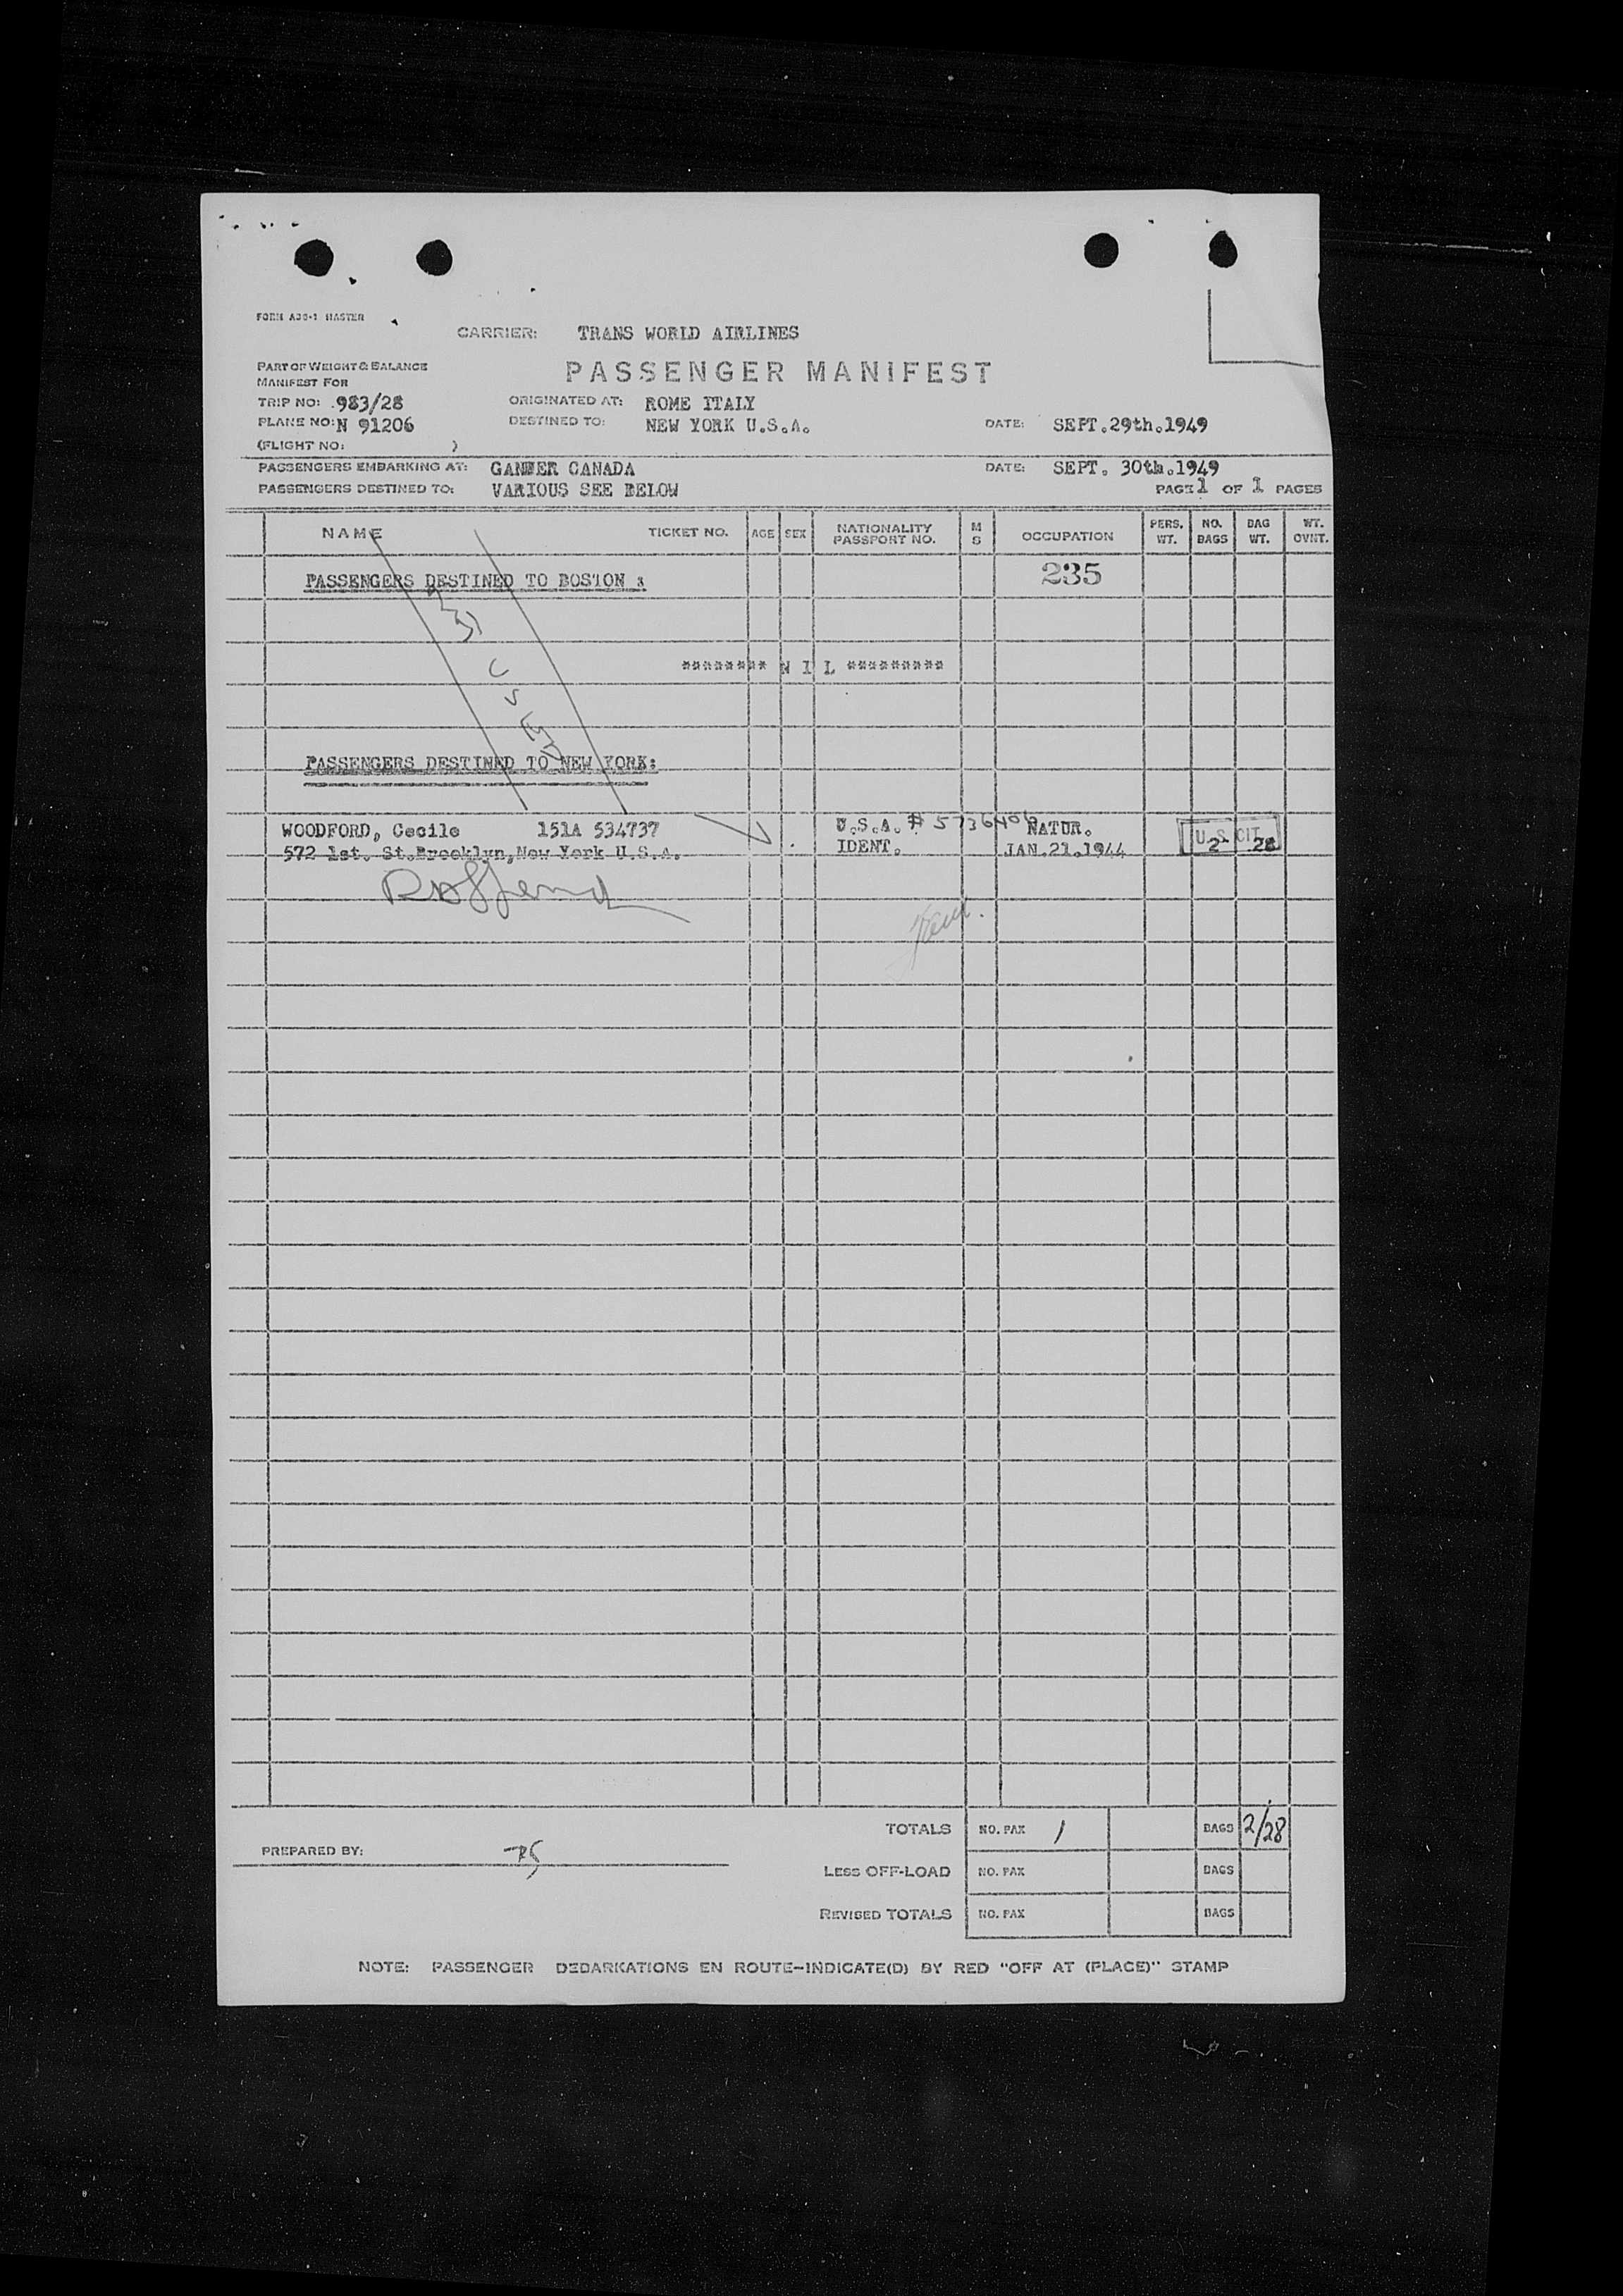 FORM A30-1 MASTER
CARRIER: TRANS WORLD AIRLINES
PART OF WEIGHT & BALANCE
MANIFEST FOR
PASSENGER MANIFEST
TRIP NO: 983/28 ORIGINATED AT: ROME ITALY
PLANE NO: N 91206 DESTINED TO: NEW YORK U.S.A. DATE: SEPT.29th.1949
(FLIGHT NO: )
PASSENGERS EMBARKING AT: GANDER CANADA DATE: SEPT. 30th.1949
PASSENGERS DESTINED TO: VARIOUS SEE BELOW PAGE 1 OF 1 PAGES
NAME TICKET NO. AGE SEX NATIONALITY PASSPORT NO. M S OCCUPATION PERS. WT. NO. BAGS BAG WT. WT. OVNT.
PASSENGERS DESTINED TO BOSTON : 235
******** N I L *********
PASSENGERS DESTINED TO NEW YORK:
WOODFORD, Cecile 151A 534737 U.S.A. # 5736406 NATUR. U.S. CIT.
572 1st. St.Brooklyn,New York U.S.A. IDENT. JAN.21.1944 2 28
TOTALS NO. PAX 1 BAGS 2/28
PREPARED BY:
LESS OFF-LOAD NO. PAX BAGS
REVISED TOTALS NO. PAX BAGS
NOTE: PASSENGER DEBARKATIONS EN ROUTE-INDICATE(D) BY RED "OFF AT (PLACE)" STAMP